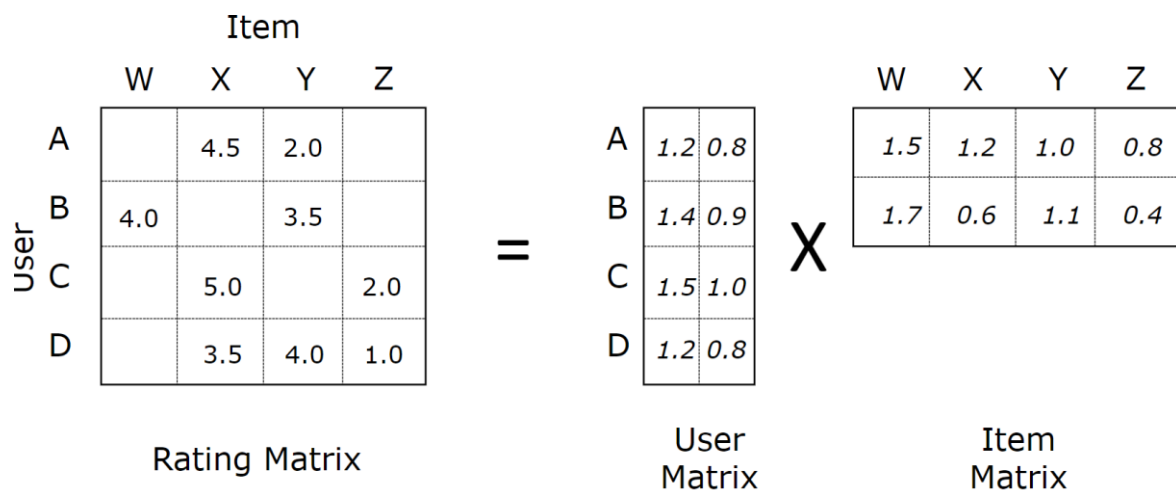 Item
W X Y Z W X Y Z
A 4.5 2.0 A 1.2 0.8 1.5 1.2 1.0 0.8
B 4.0 3.5 B 1.4 0.9 1.7 0.6 1.1 0.4
User
= X
C 5.0 2.0 C 1.5 1.0
D 3.5 4.0 1.0 D 1.2 0.8
Rating Matrix
User
Matrix
Item
Matrix